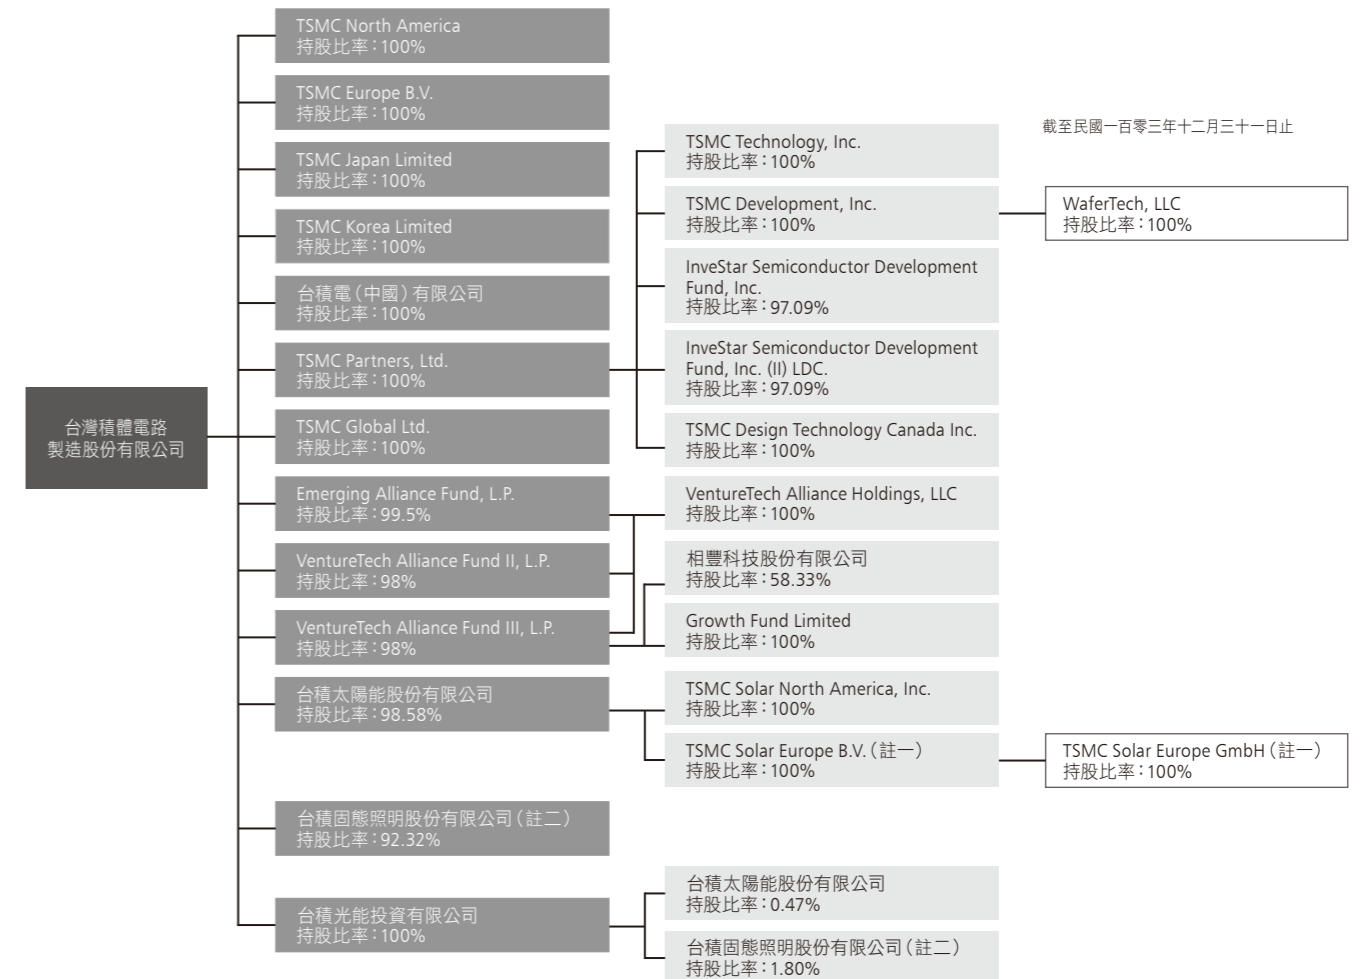 TSMC North America
持股比率：100%
TSMC Europe B.V.
持股比率：100%
截至民國一百零三年十二月三十一日止
TSMC Japan Limited
持股比率：100%
TSMC Korea Limited
持股比率：100%
台積電（中國）有限公司
持股比率：100%
TSMC Partners, Ltd.
持股比率：100%
TSMC Global Ltd.
持股比率：100%
台灣積體電路
製造股份有限公司
Emerging Alliance Fund, L.P.
持股比率：99.5%
VentureTech Alliance Fund II, L.P.
持股比率：98%
VentureTech Alliance Fund III, L.P.
持股比率：98%
台積太陽能股份有限公司
持股比率：98.58%
台積固態照明股份有限公司（註二）
持股比率：92.32%
台積光能投資有限公司
持股比率：100%
TSMC Technology, Inc.
持股比率：100%
TSMC Development, Inc.
持股比率：100%
InveStar Semiconductor Development
Fund, Inc.
持股比率：97.09%
InveStar Semiconductor Development
Fund, Inc. (II) LDC.
持股比率：97.09%
TSMC Design Technology Canada Inc.
持股比率：100%
VentureTech Alliance Holdings, LLC
持股比率：100%
相豐科技股份有限公司
持股比率：58.33%
Growth Fund Limited
持股比率：100%
TSMC Solar North America, Inc.
持股比率：100%
TSMC Solar Europe B.V.（註一）
持股比率：100%
台積太陽能股份有限公司
持股比率：0.47%
台積固態照明股份有限公司（註二）
持股比率：1.80%
WaferTech, LLC
持股比率：100%
TSMC Solar Europe GmbH（註一）
持股比率：100%